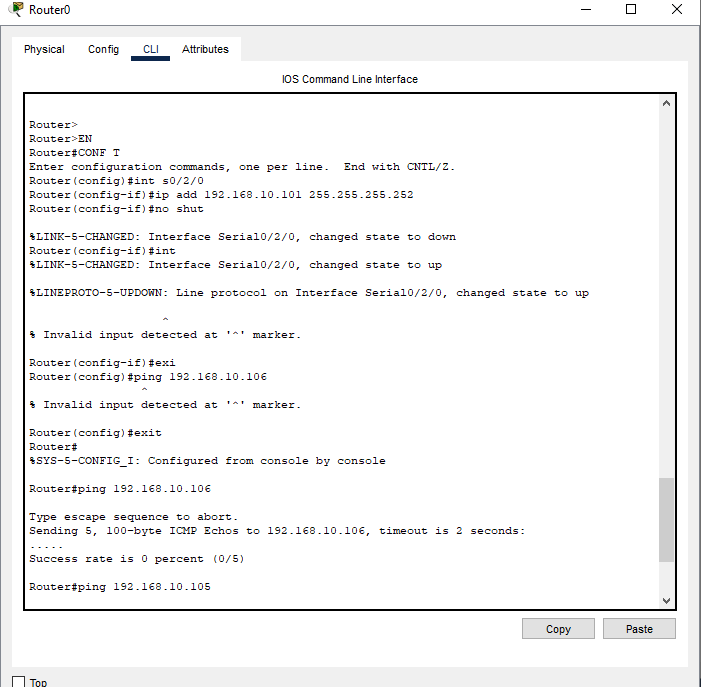 Router0
Physical Config CLI Attributes
IOS Command Line Interface
Router>
Router>EN
Router#CONF T
Enter configuration commands, one per line.  End with CNTL/Z.
Router(config)#int s0/2/0
Router(config-if)#ip add 192.168.10.101 255.255.255.252
Router(config-if)#no shut
%LINK-5-CHANGED: Interface Serial0/2/0, changed state to down
Router(config-if)#int
%LINK-5-CHANGED: Interface Serial0/2/0, changed state to up
%LINEPROTO-5-UPDOWN: Line protocol on Interface Serial0/2/0, changed state to up
^
% Invalid input detected at '^' marker.
Router(config-if)#exi
Router(config)#ping 192.168.10.106
^
% Invalid input detected at '^' marker.
Router(config)#exit
Router#
%SYS-5-CONFIG_I: Configured from console by console
Router#ping 192.168.10.106
Type escape sequence to abort.
Sending 5, 100-byte ICMP Echos to 192.168.10.106, timeout is 2 seconds:
.....
Success rate is 0 percent (0/5)
Router#ping 192.168.10.105
Copy Paste
Top